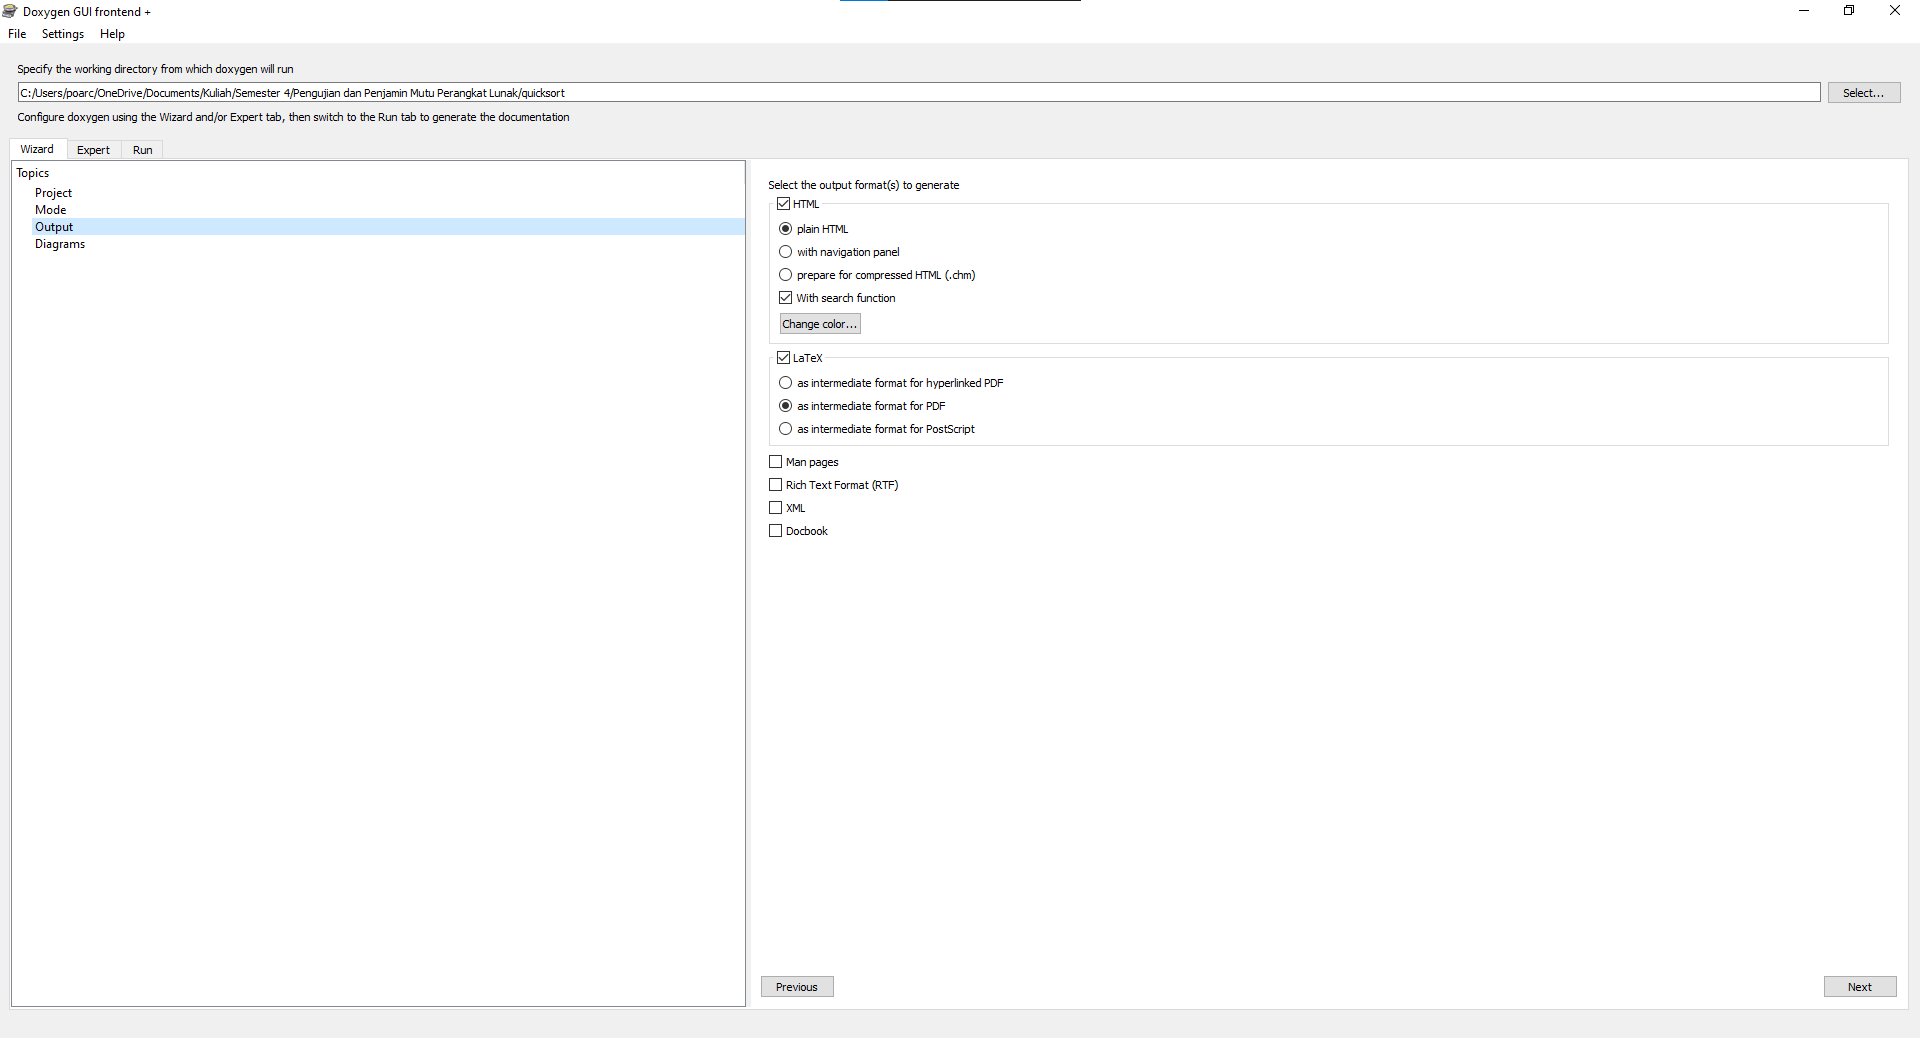 Doxygen GUI frontend +
File Settings Help
Specify the working directory from which doxygen will run
C:/Users/poarc/OneDrive/Documents/Kuliah/Semester 4/Pengujian dan Penjamin Mutu Perangkat Lunak/quicksort
Select...
Configure doxygen using the Wizard and/or Expert tab, then switch to the Run tab to generate the documentation
Wizard Expert Run
Topics
Project
Mode
Output
Diagrams
Select the output format(s) to generate
HTML
plain HTML
with navigation panel
prepare for compressed HTML (.chm)
With search function
Change color...
LaTeX
as intermediate format for hyperlinked PDF
as intermediate format for PDF
as intermediate format for PostScript
Man pages
Rich Text Format (RTF)
XML
Docbook
Previous
Next